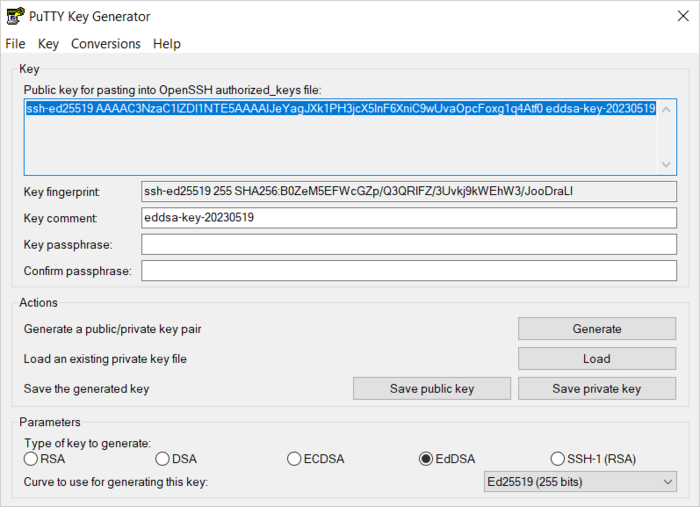 PuTTY Key Generator
File Key Conversions Help
Key
Public key for pasting into OpenSSH authorized_keys file:
ssh-ed25519 AAAAC3NzaC1lZDI1NTE5AAAAIJeYagJXk1PH3jcX5lnF6XniC9wUvaOpcFoxg1q4Atf0 eddsa-key-20230519
Key fingerprint: ssh-ed25519 255 SHA256:B0ZeM5EFWcGZp/Q3QRlFZ/3Uvkj9kWEhW3/JooDraLI
Key comment: eddsa-key-20230519
Key passphrase:
Confirm passphrase:
Actions
Generate a public/private key pair Generate
Load an existing private key file Load
Save the generated key Save public key Save private key
Parameters
Type of key to generate:
RSA DSA ECDSA EdDSA SSH-1 (RSA)
Curve to use for generating this key: Ed25519 (255 bits)